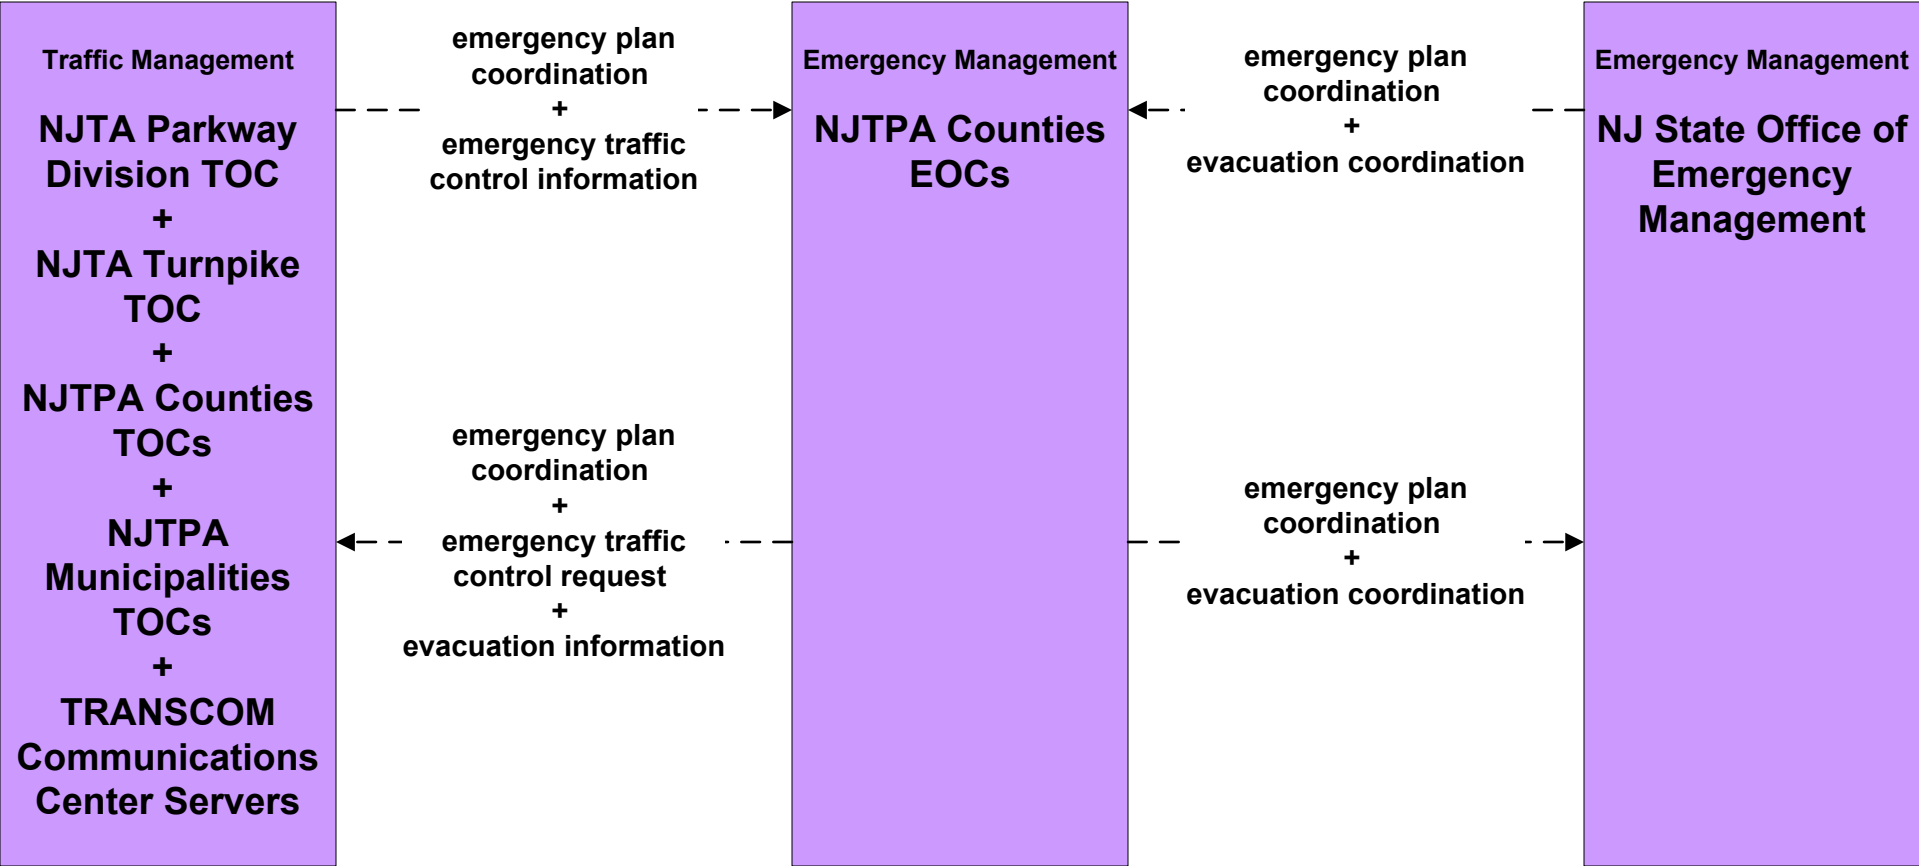 Traffic Management
NJTA Parkway
Division TOC
+
NJTA Turnpike
TOC
+
NJTPA Counties
TOCs
+
NJTPA
Municipalities
TOCs
+
TRANSCOM
Communications
Center Servers
emergency plan
coordination
+
emergency traffic
control information
emergency plan
coordination
+
emergency traffic
control request
+
evacuation information
Emergency Management
NJTPA Counties
EOCs
emergency plan
coordination
+
evacuation coordination
emergency plan
coordination
+
evacuation coordination
Emergency Management
NJ State Office of
Emergency
Management